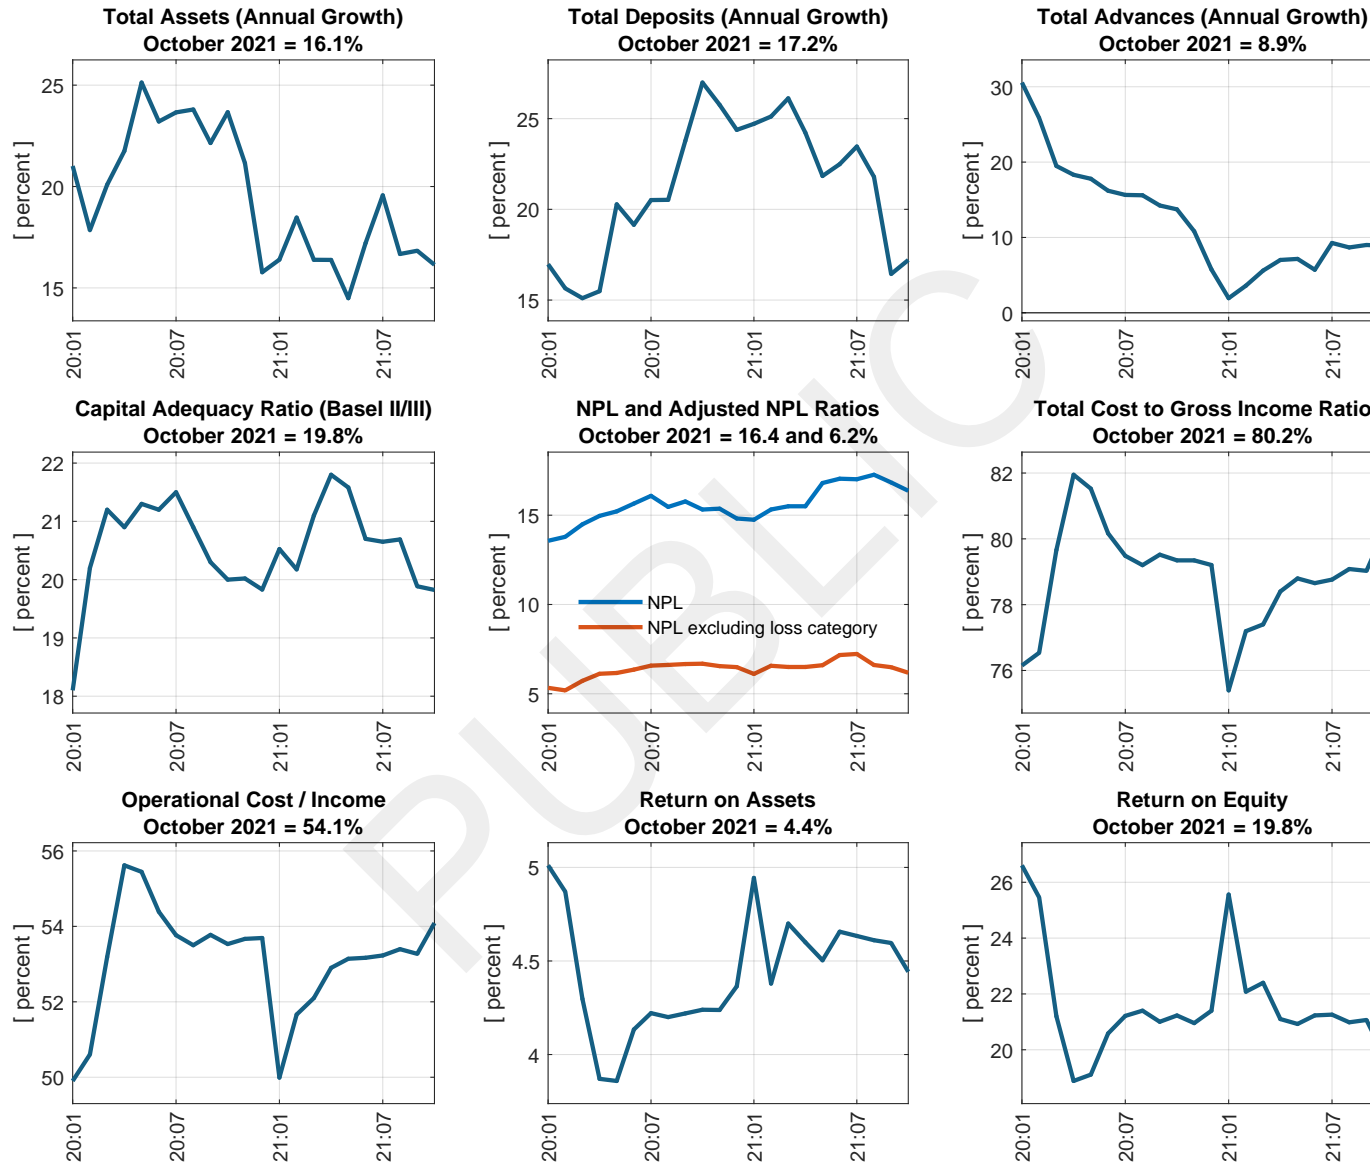 Total Assets (Annual Growth)
October 2021 = 16.1%
[ percent ]
25
20
15
20:01
20:07
21:01
21:07
Total Deposits (Annual Growth)
October 2021 = 17.2%
[ percent ]
25
20
15
20:01
20:07
21:01
21:07
Total Advances (Annual Growth)
October 2021 = 8.9%
[ percent ]
30
20
10
0
20:01
20:07
21:01
21:07
Capital Adequacy Ratio (Basel II/III)
October 2021 = 19.8%
[ percent ]
22
21
20
19
18
20:01
20:07
21:01
21:07
NPL and Adjusted NPL Ratios
October 2021 = 16.4 and 6.2%
[ percent ]
15
10
5
NPL
NPL excluding loss category
20:01
20:07
21:01
21:07
Total Cost to Gross Income Ratio
October 2021 = 80.2%
[ percent ]
82
80
78
76
20:01
20:07
21:01
21:07
Operational Cost / Income
October 2021 = 54.1%
[ percent ]
56
54
52
50
20:01
20:07
21:01
21:07
Return on Assets
October 2021 = 4.4%
[ percent ]
5
4.5
4
20:01
20:07
21:01
21:07
Return on Equity
October 2021 = 19.8%
[ percent ]
26
24
22
20
20:01
20:07
21:01
21:07
PUBLIC